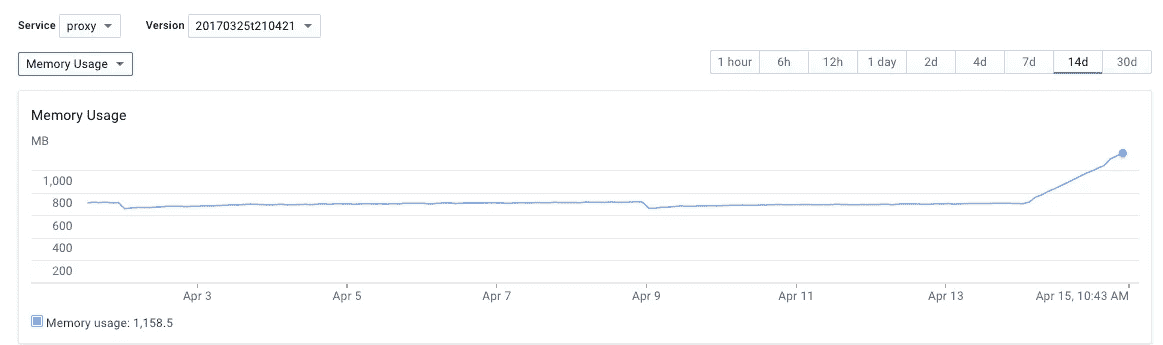 Service proxy Version 20170325t210421
Memory Usage 1 hour 6h 12h 1 day 2d 4d 7d 14d 30d
Memory Usage
MB
1,000
800
600
400
200
Apr 3 Apr 5 Apr 7 Apr 9 Apr 11 Apr 13 Apr 15, 10:43 AM
Memory usage: 1,158.5